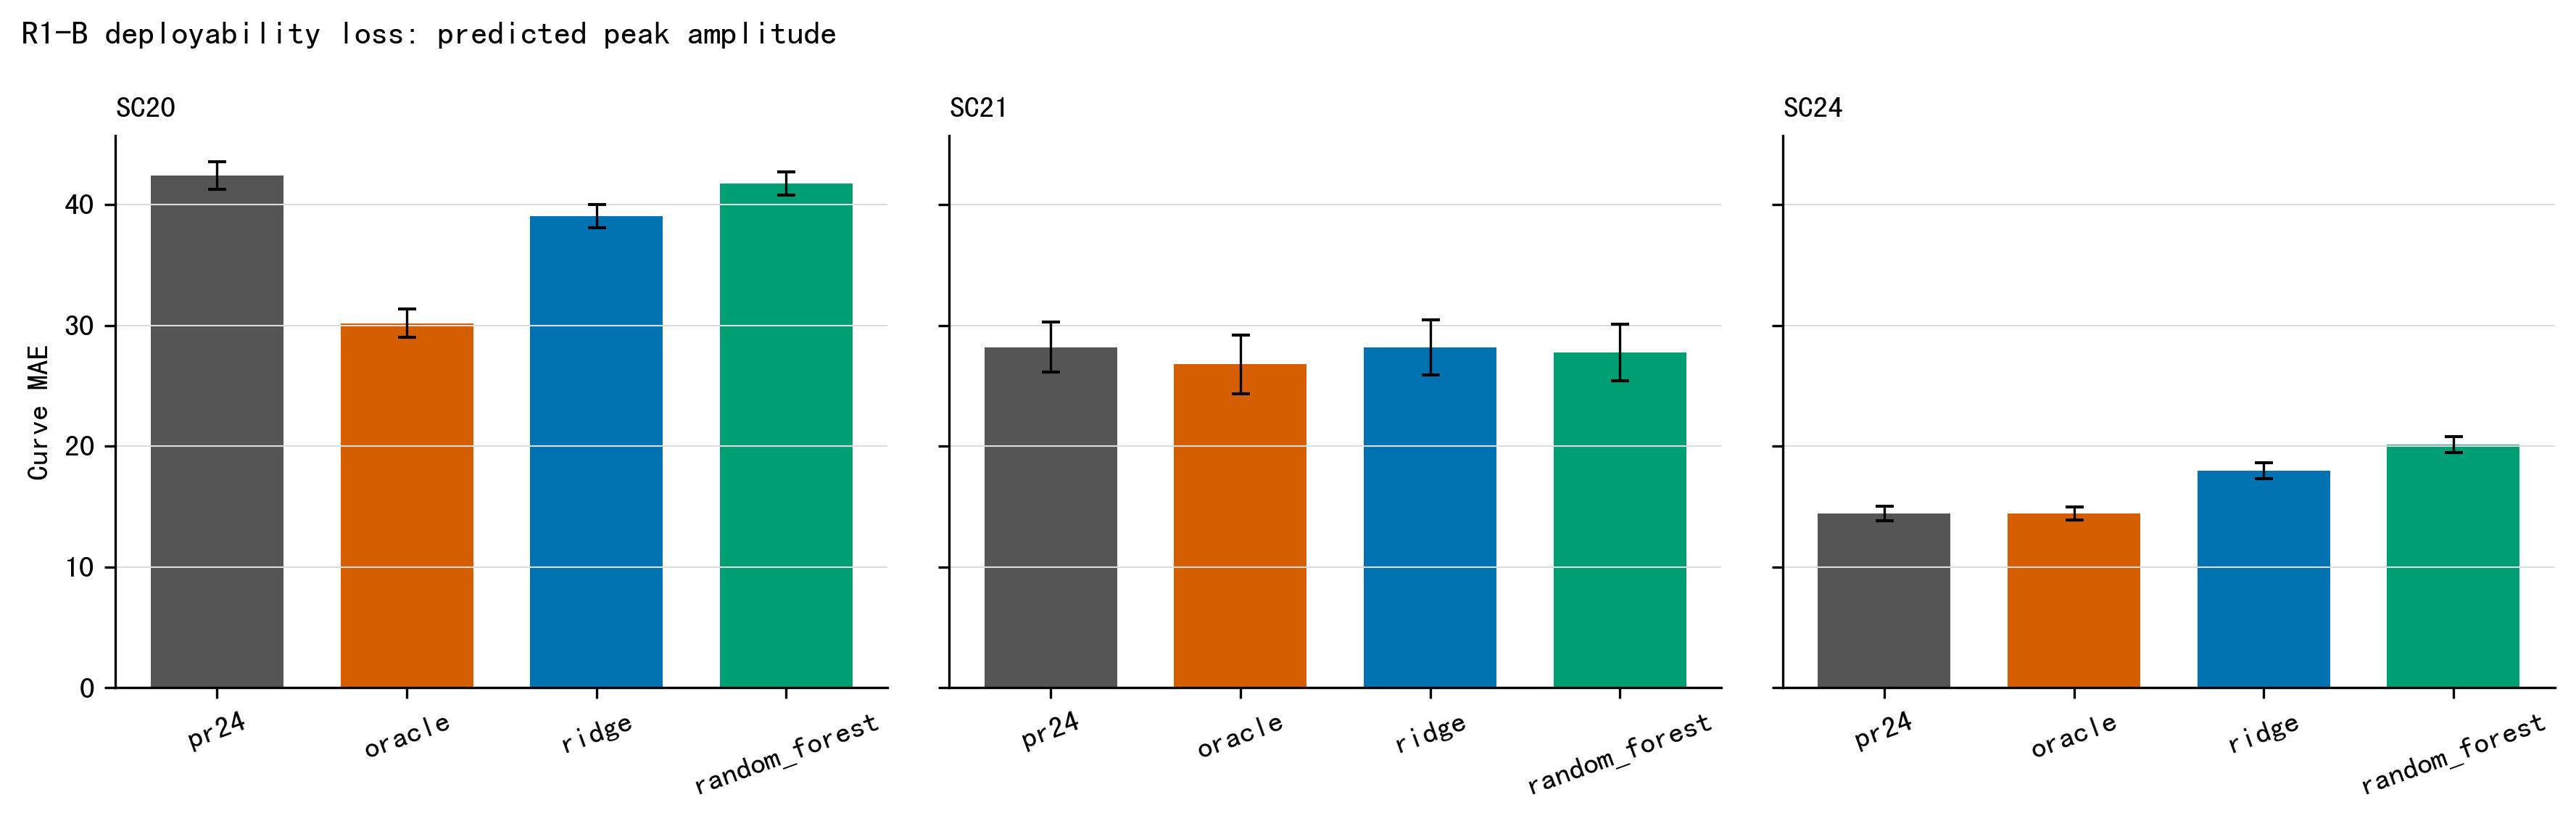 R1-B deployability loss: predicted peak amplitude
SC20
SC21
SC24
Curve MAE
40
30
20
10
0
pr24
oracle
ridge
random_forest
pr24
oracle
ridge
random_forest
pr24
oracle
ridge
random_forest